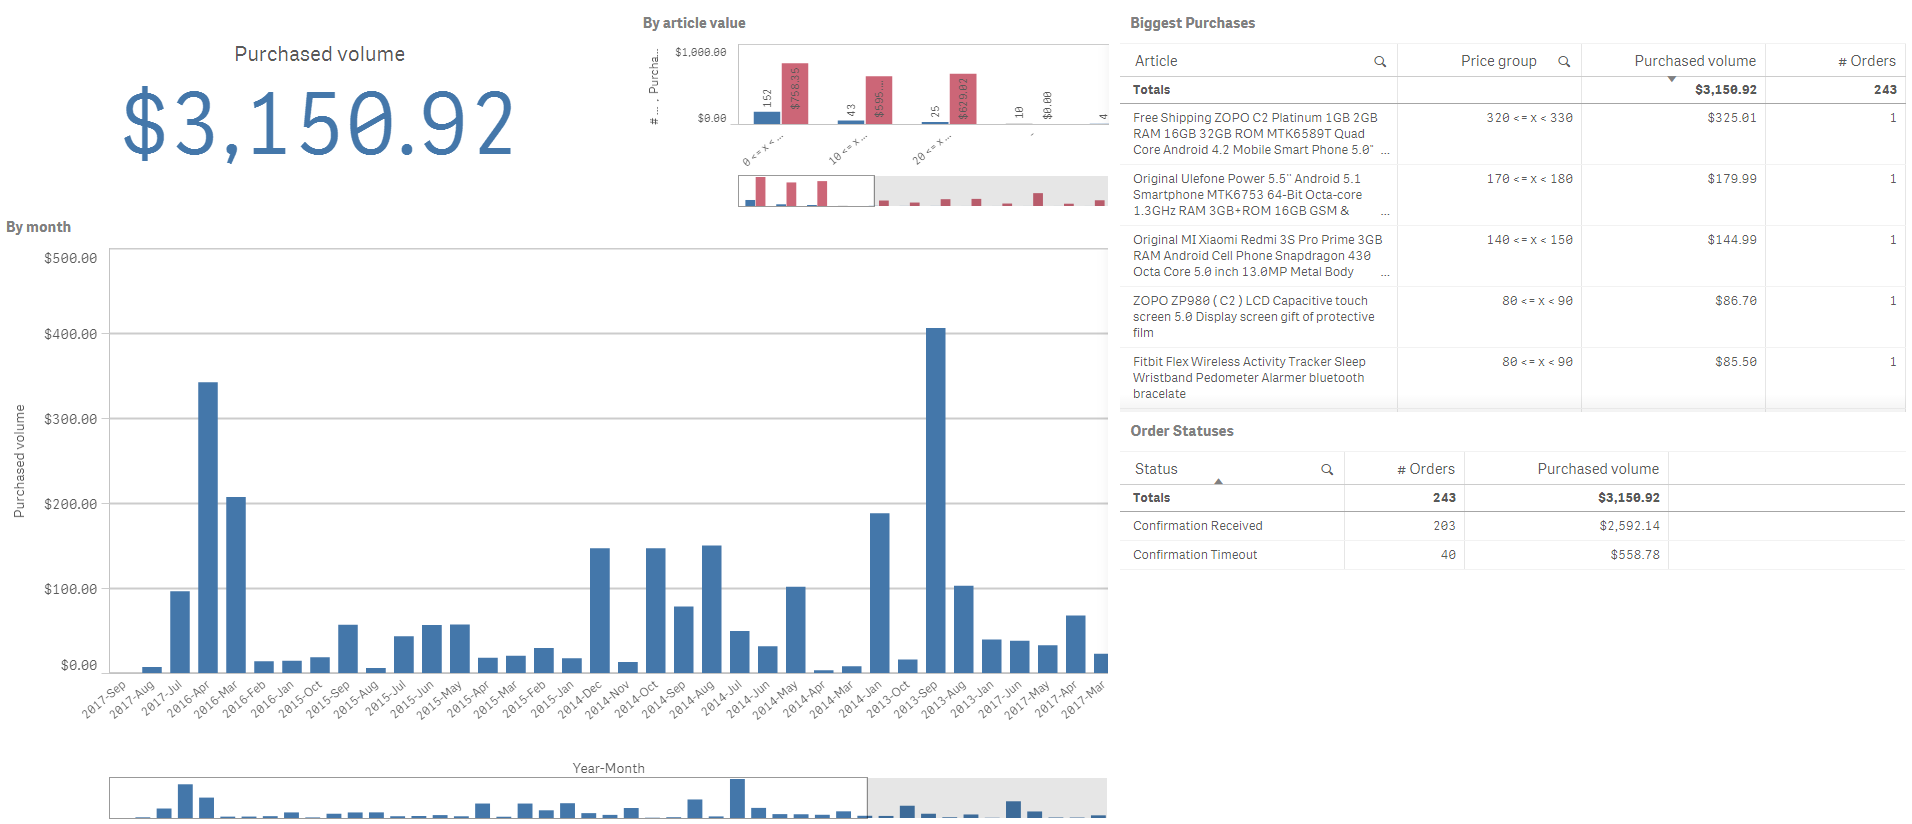 Purchased volume
$3,150.92
By article value
# ... , Purcha...
$1,000.00
$0.00
152
$758.35
43
$595....
25
$629.02
10
$0.00
4
0 <= x < ...
10 <= x ...
20 <= x ...
By month
Purchased volume
$500.00
$400.00
$300.00
$200.00
$100.00
$0.00
2017-Sep
2017-Aug
2017-Jul
2016-Apr
2016-Mar
2016-Feb
2016-Jan
2015-Oct
2015-Sep
2015-Aug
2015-Jul
2015-Jun
2015-May
2015-Apr
2015-Mar
2015-Feb
2015-Jan
2014-Dec
2014-Nov
2014-Oct
2014-Sep
2014-Aug
2014-Jul
2014-Jun
2014-May
2014-Apr
2014-Mar
2014-Jan
2013-Oct
2013-Sep
2013-Aug
2013-Jan
2017-Jun
2017-May
2017-Apr
2017-Mar
Year-Month
Biggest Purchases
Article Price group Purchased volume # Orders
Totals $3,150.92 243
Free Shipping ZOPO C2 Platinum 1GB 2GB 320 <= x < 330 $325.01 1
RAM 16GB 32GB ROM MTK6589T Quad
Core Android 4.2 Mobile Smart Phone 5.0" ...
Original Ulefone Power 5.5'' Android 5.1 170 <= x < 180 $179.99 1
Smartphone MTK6753 64-Bit Octa-core
1.3GHz RAM 3GB+ROM 16GB GSM & ...
Original MI Xiaomi Redmi 3S Pro Prime 3GB 140 <= x < 150 $144.99 1
RAM Android Cell Phone Snapdragon 430
Octa Core 5.0 inch 13.0MP Metal Body ...
ZOPO ZP980 ( C2 ) LCD Capacitive touch 80 <= x < 90 $86.70 1
screen 5.0 Display screen gift of protective
film
Fitbit Flex Wireless Activity Tracker Sleep 80 <= x < 90 $85.50 1
Wristband Pedometer Alarmer bluetooth
bracelate
Order Statuses
Status # Orders Purchased volume
Totals 243 $3,150.92
Confirmation Received 203 $2,592.14
Confirmation Timeout 40 $558.78